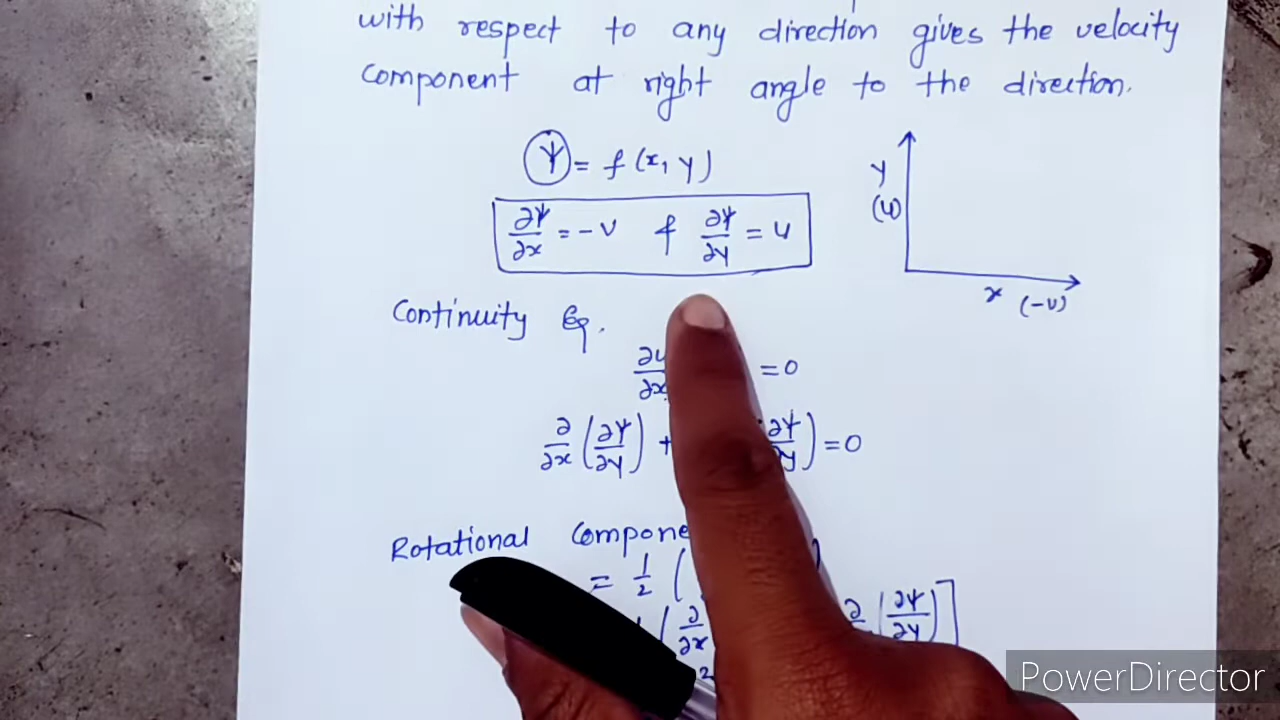 with respect to any direction gives the velocity
component at right angle to the direction.
Ψ = f(x, y)
∂Ψ/∂x = -v & ∂Ψ/∂y = u
y
(u)
x (-v)
Continuity Eq.
∂u/∂x = 0
∂/∂x (∂Ψ/∂y) + ∂Ψ/∂y) = 0
Rotational
= 1/2 (
(∂/∂x ∂ (∂Ψ/∂y)]
2
PowerDirector